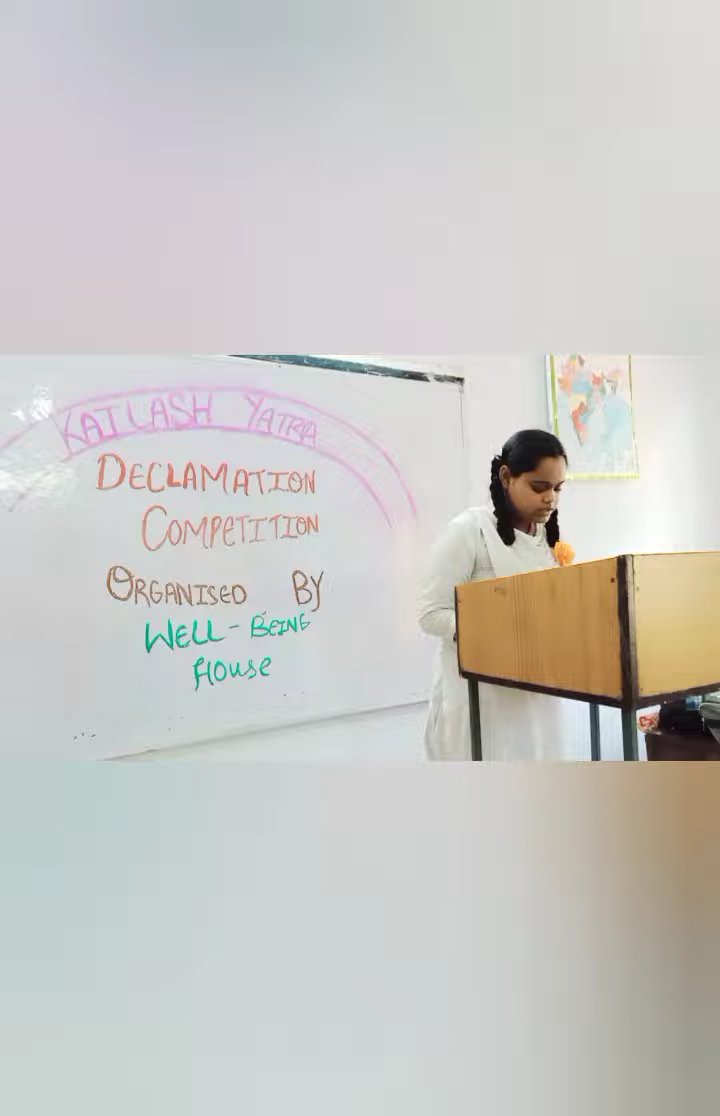 KAILASH YATRA
DECLAMATION
COMPETITION
ORGANISED BY
WELL-BEING
House